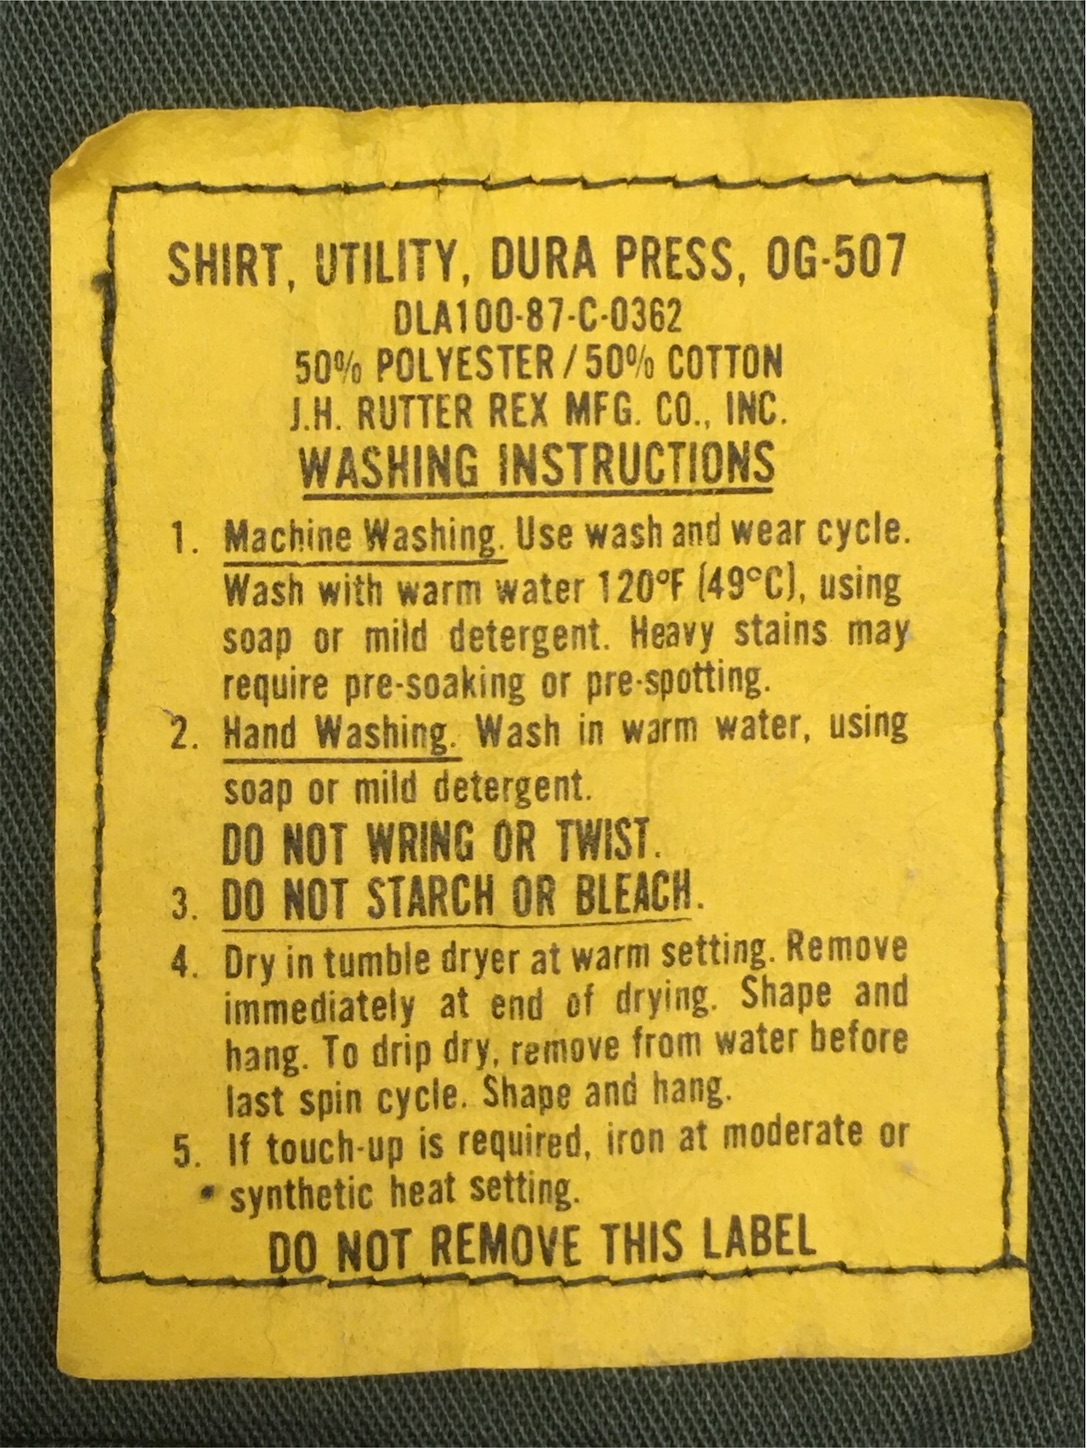 SHIRT, UTILITY, DURA PRESS, OG-507
DLA100-87-C-0362
50% POLYESTER / 50% COTTON
J.H. RUTTER REX MFG. CO., INC.
WASHING INSTRUCTIONS
1. Machine Washing. Use wash and wear cycle.
Wash with warm water 120°F (49°C), using
soap or mild detergent. Heavy stains may
require pre-soaking or pre-spotting.
2. Hand Washing. Wash in warm water, using
soap or mild detergent.
DO NOT WRING OR TWIST.
3. DO NOT STARCH OR BLEACH.
4. Dry in tumble dryer at warm setting. Remove
immediately at end of drying. Shape and
hang. To drip dry, remove from water before
last spin cycle. Shape and hang.
5. If touch-up is required, iron at moderate or
synthetic heat setting.
DO NOT REMOVE THIS LABEL